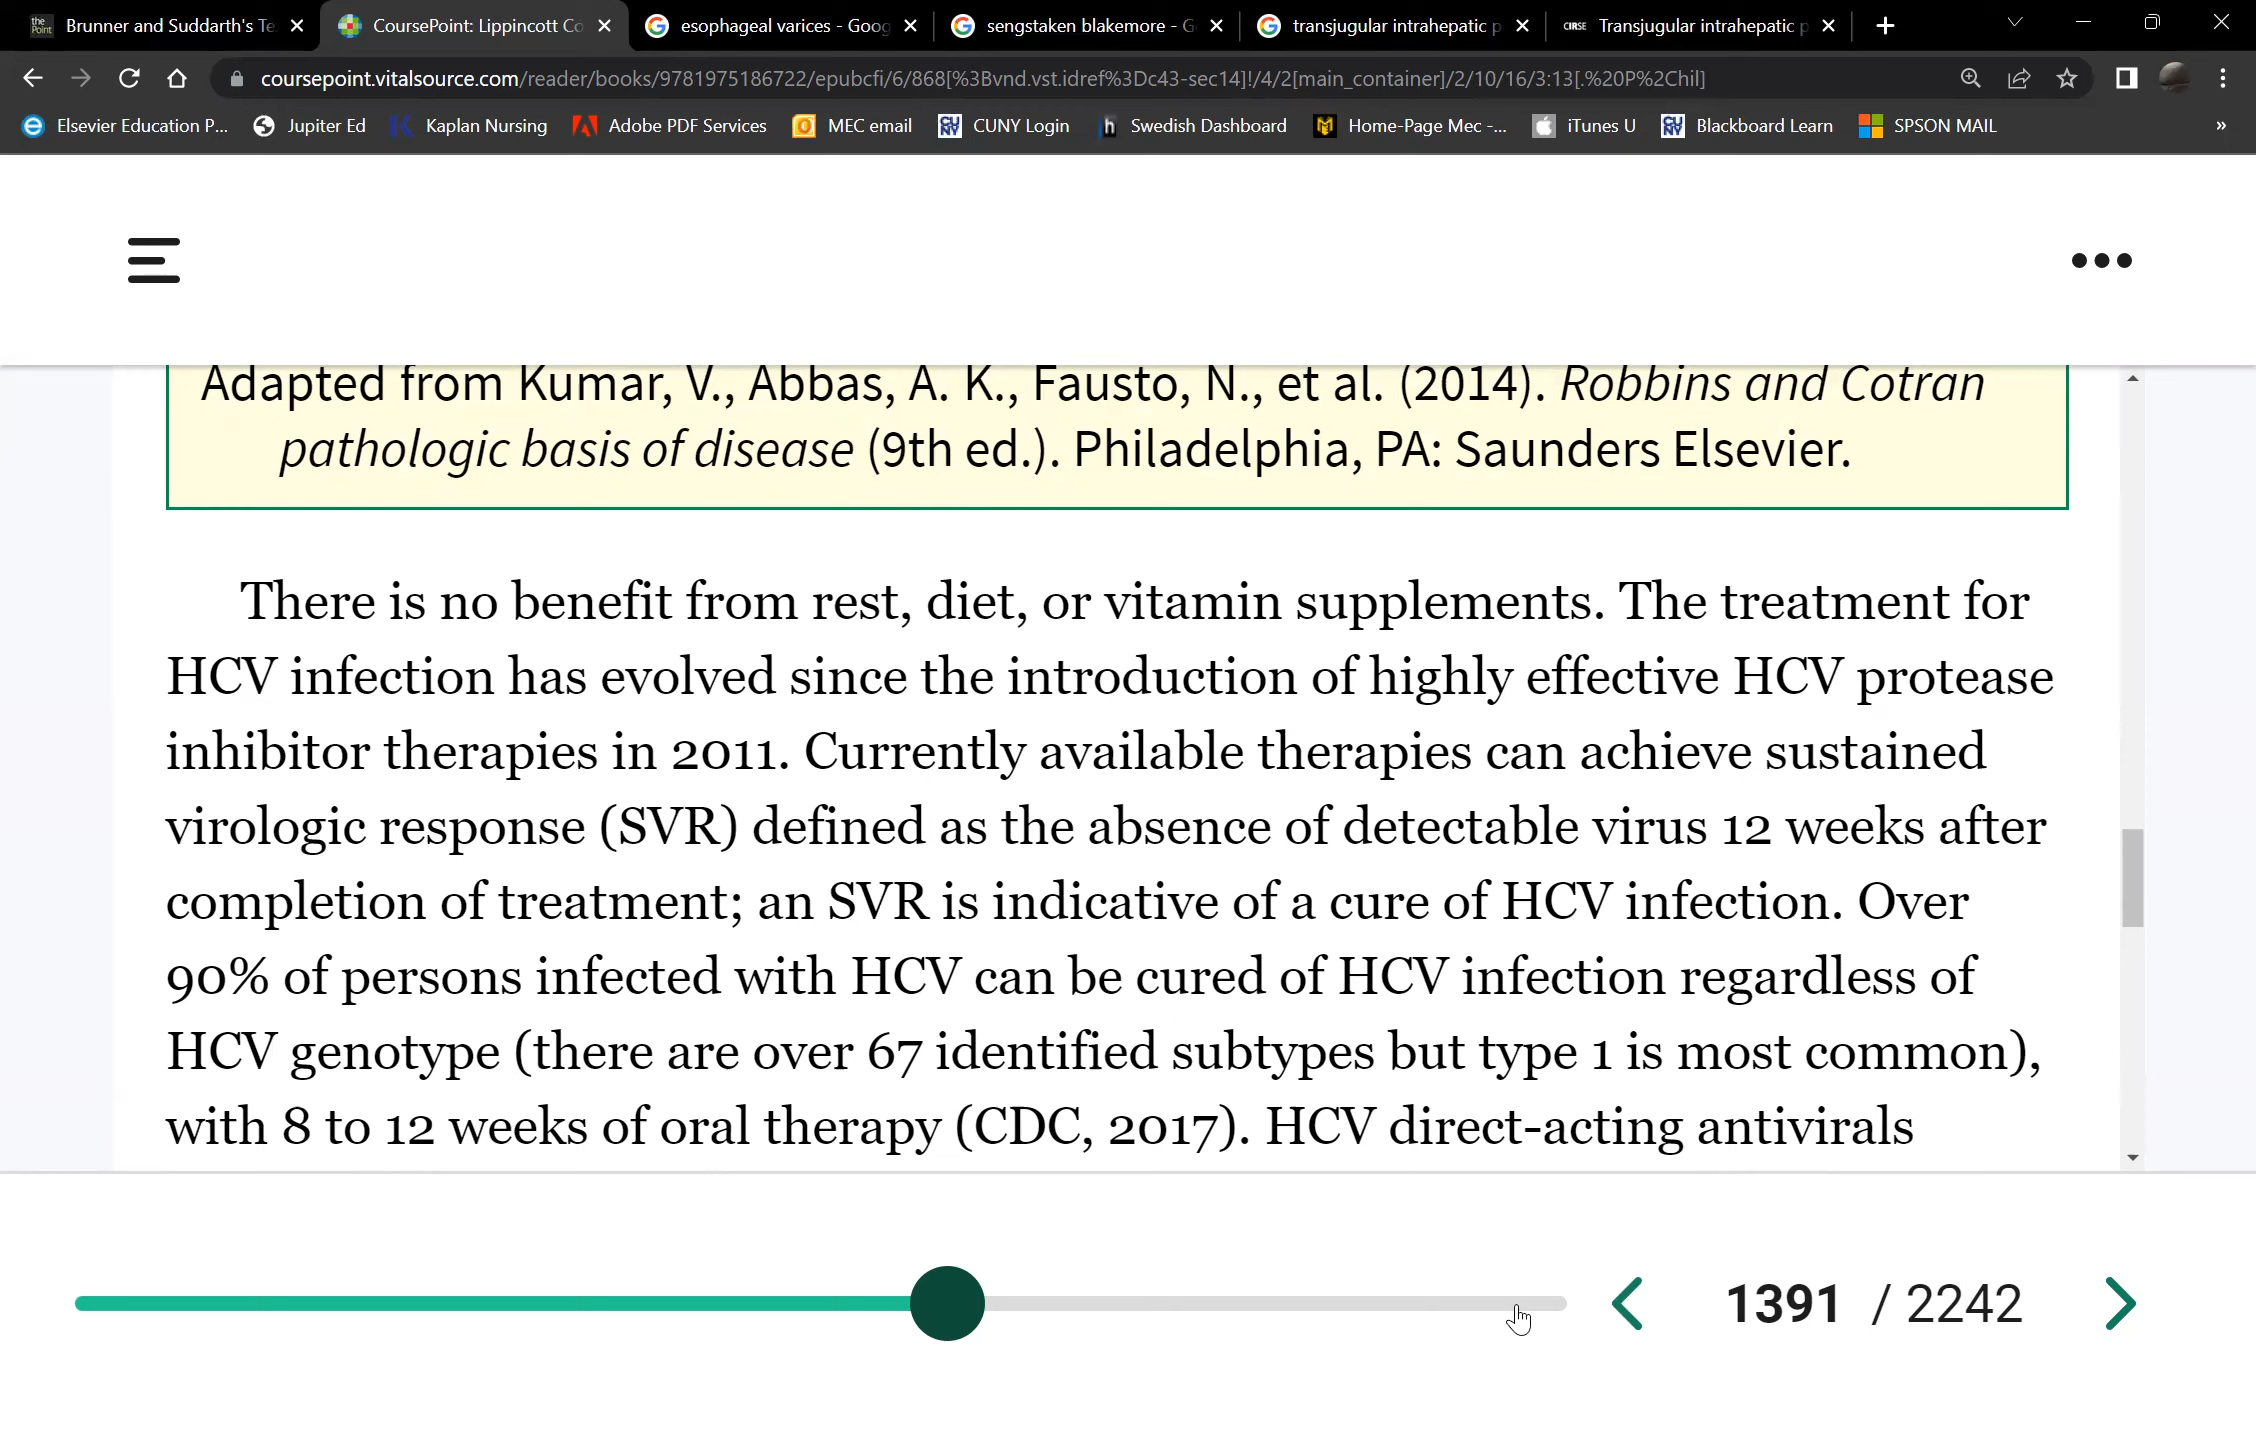 the Point
Brunner and Suddarth's Te
CoursePoint: Lippincott Co
esophageal varices - Goog
sengstaken blakemore - G
transjugular intrahepatic p
CIRSE
Transjugular intrahepatic p
coursepoint.vitalsource.com/reader/books/9781975186722/epubcfi/6/868[%3Bvnd.vst.idref%3Dc43-sec14]!/4/2[main_container]/2/10/16/3:13[.%20P%2Chil]
Elsevier Education P...
Jupiter Ed
Kaplan Nursing
Adobe PDF Services
MEC email
CUNY Login
Swedish Dashboard
Home-Page Mec -...
iTunes U
Blackboard Learn
SPSON MAIL
»
Adapted from Kumar, V., Abbas, A. K., Fausto, N., et al. (2014). Robbins and Cotran
pathologic basis of disease (9th ed.). Philadelphia, PA: Saunders Elsevier.
There is no benefit from rest, diet, or vitamin supplements. The treatment for
HCV infection has evolved since the introduction of highly effective HCV protease
inhibitor therapies in 2011. Currently available therapies can achieve sustained
virologic response (SVR) defined as the absence of detectable virus 12 weeks after
completion of treatment; an SVR is indicative of a cure of HCV infection. Over
90% of persons infected with HCV can be cured of HCV infection regardless of
HCV genotype (there are over 67 identified subtypes but type 1 is most common),
with 8 to 12 weeks of oral therapy (CDC, 2017). HCV direct-acting antivirals
1391 / 2242